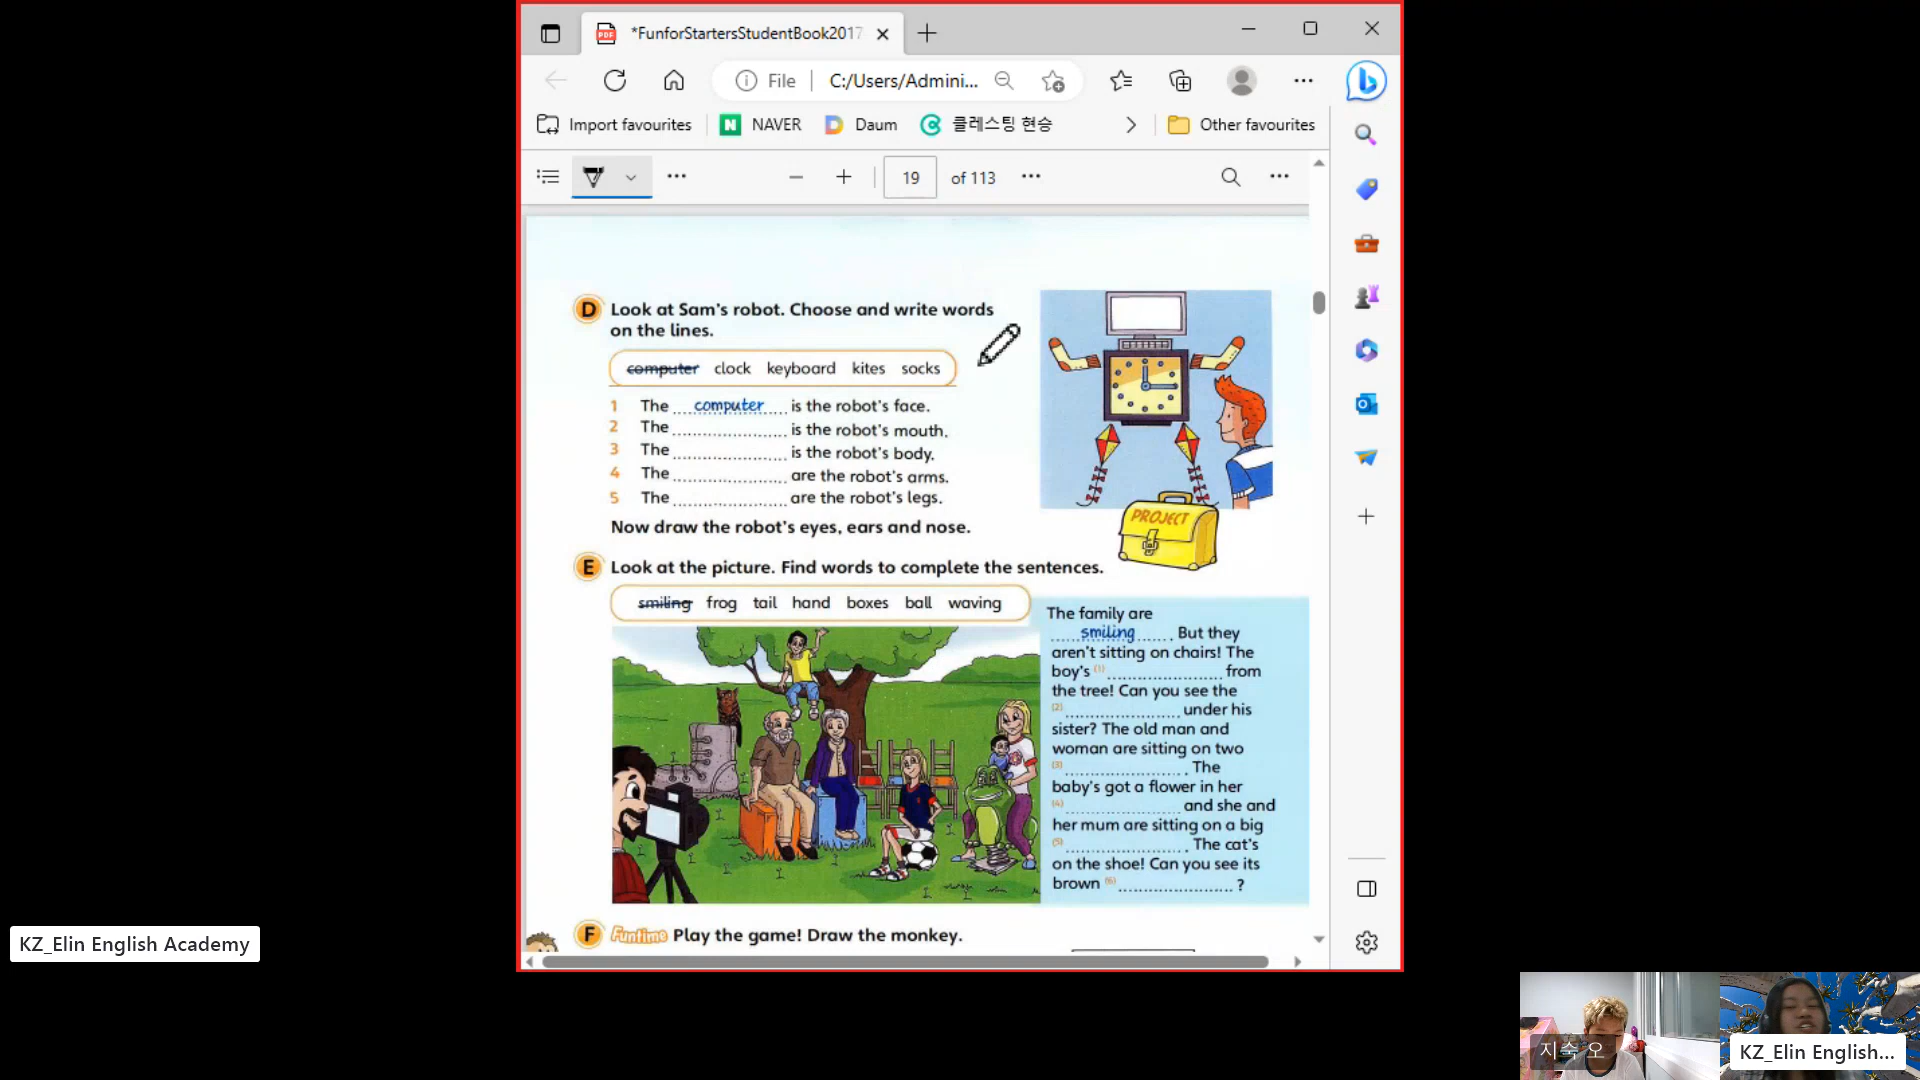 *FunforStartersStudentBook2017
File
C:/Users/Admini...
Import favourites
NAVER
Daum
클레스팅 현승
Other favourites
19 of 113
D Look at Sam's robot. Choose and write words
on the lines.
computer clock keyboard kites socks
1 The computer is the robot's face.
2 The .................... is the robot's mouth.
3 The .................... is the robot's body.
4 The .................... are the robot's arms.
5 The .................... are the robot's legs.
Now draw the robot's eyes, ears and nose.
PROJECT
E Look at the picture. Find words to complete the sentences.
smiling frog tail hand boxes ball waving
The family are
smiling . But they
aren't sitting on chairs! The
boy's (1) .................... from
the tree! Can you see the
(2) .................... under his
sister? The old man and
woman are sitting on two
(3) .................... . The
baby's got a flower in her
(4) .................... and she and
her mum are sitting on a big
(5) .................... . The cat's
on the shoe! Can you see its
brown (6) .................... ?
F Funtime Play the game! Draw the monkey.
KZ_Elin English Academy
지숙 오
KZ_Elin English...